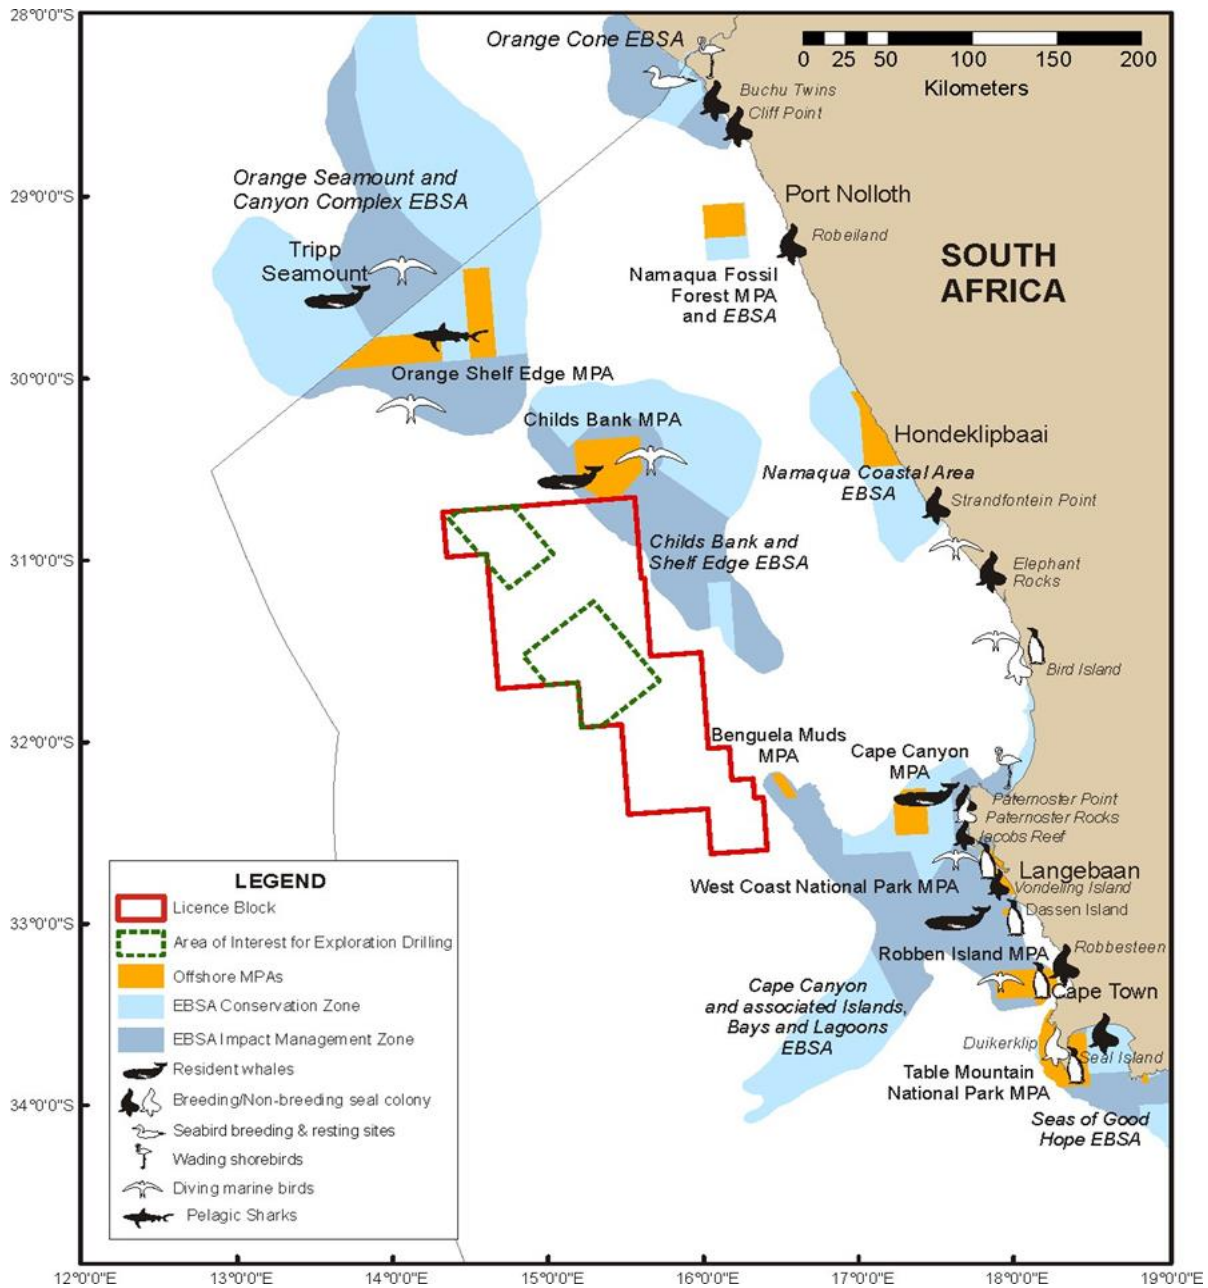 28°0'0"S
Orange Cone EBSA
0 25 50 100 150 200
Kilometers
Buchu Twins
Cliff Point
29°0'0"S
Orange Seamount and
Canyon Complex EBSA
Port Nolloth
Robeiland
Tripp
Seamount
SOUTH
AFRICA
Namaqua Fossil
Forest MPA
and EBSA
30°0'0"S
Orange Shelf Edge MPA
Childs Bank MPA
Hondeklipbaai
Namaqua Coastal Area
EBSA
Strandfontein Point
31°0'0"S
Childs Bank and
Shelf Edge EBSA
Elephant
Rocks
Bird Island
32°0'0"S
Benguela Muds
MPA
Cape Canyon
MPA
Paternoster Point
Paternoster Rocks
Jacobs Reef
Langebaan
West Coast National Park MPA
Vondeling Island
33°0'0"S
Dassen Island
Robben Island MPA
Robbesteen
Cape Canyon
and associated Islands,
Bays and Lagoons
EBSA
Cape Town
Duikerklip
Seal Island
Table Mountain
National Park MPA
34°0'0"S
Seas of Good
Hope EBSA
LEGEND
Licence Block
Area of Interest for Exploration Drilling
Offshore MPAs
EBSA Conservation Zone
EBSA Impact Management Zone
Resident whales
Breeding/Non-breeding seal colony
Seabird breeding & resting sites
Wading shorebirds
Diving marine birds
Pelagic Sharks
12°0'0"E 13°0'0"E 14°0'0"E 15°0'0"E 16°0'0"E 17°0'0"E 18°0'0"E 19°0'0"E